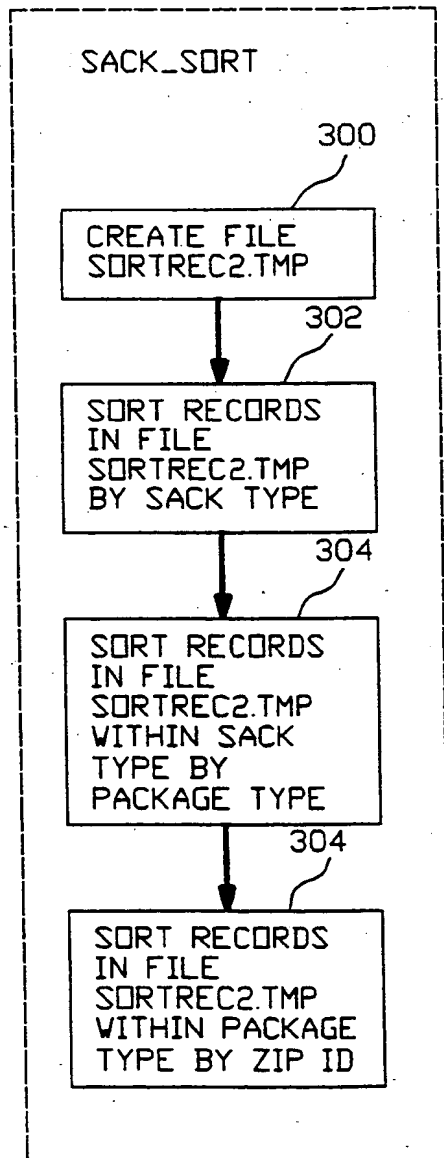 SACK_SORT
300
CREATE FILE
SORTREC2.TMP
302
SORT RECORDS
IN FILE
SORTREC2.TMP
BY SACK TYPE
304
SORT RECORDS
IN FILE
SORTREC2.TMP
WITHIN SACK
TYPE BY
PACKAGE TYPE
304
SORT RECORDS
IN FILE
SORTREC2.TMP
WITHIN PACKAGE
TYPE BY ZIP ID